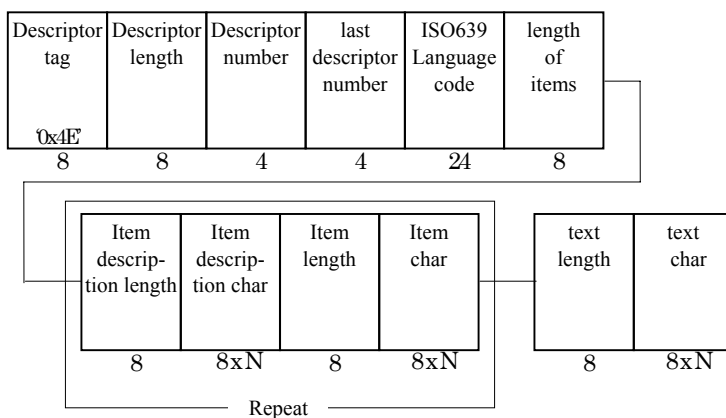 Descriptor Descriptor Descriptor last ISO639 length
tag length number descriptor Language of
number code items
'0x4E'
8 8 4 4 24 8
Item Item Item Item text text
descrip- descrip- length char length char
tion length tion char
8 8xN 8 8xN 8 8xN
Repeat